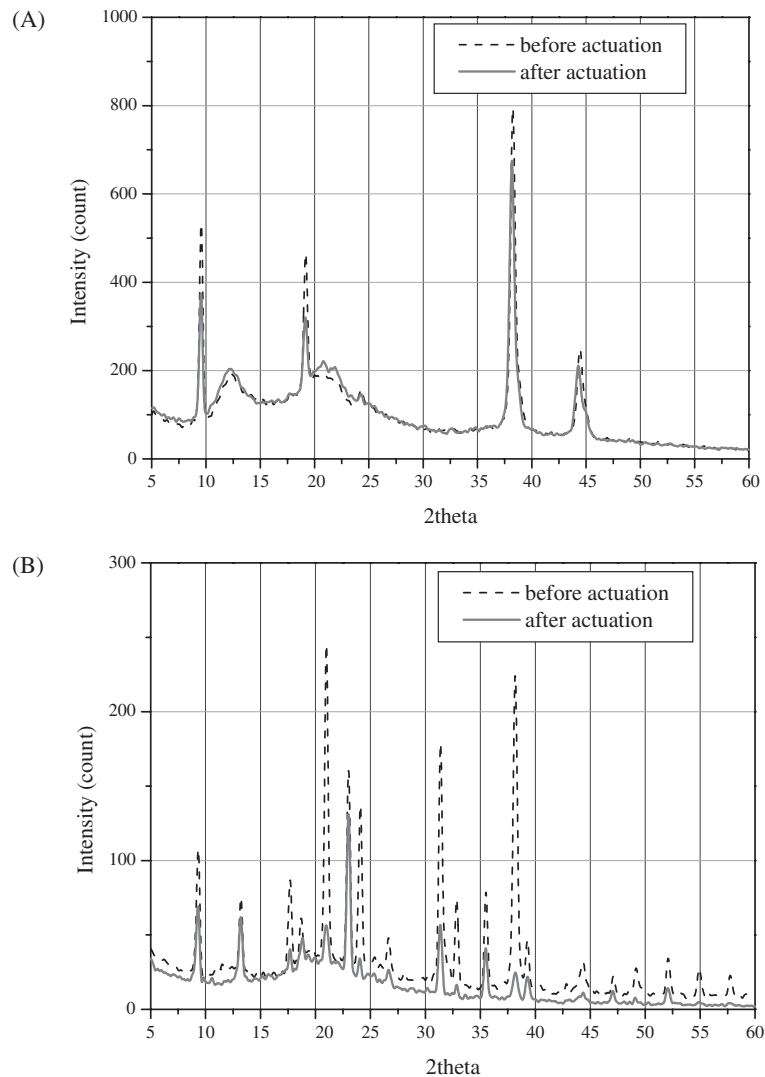 (A)
1000
800
600
400
200
0
Intensity (count)
before actuation
after actuation
5 10 15 20 25 30 35 40 45 50 55 60
2theta
(B)
300
200
100
0
Intensity (count)
before actuation
after actuation
5 10 15 20 25 30 35 40 45 50 55 60
2theta